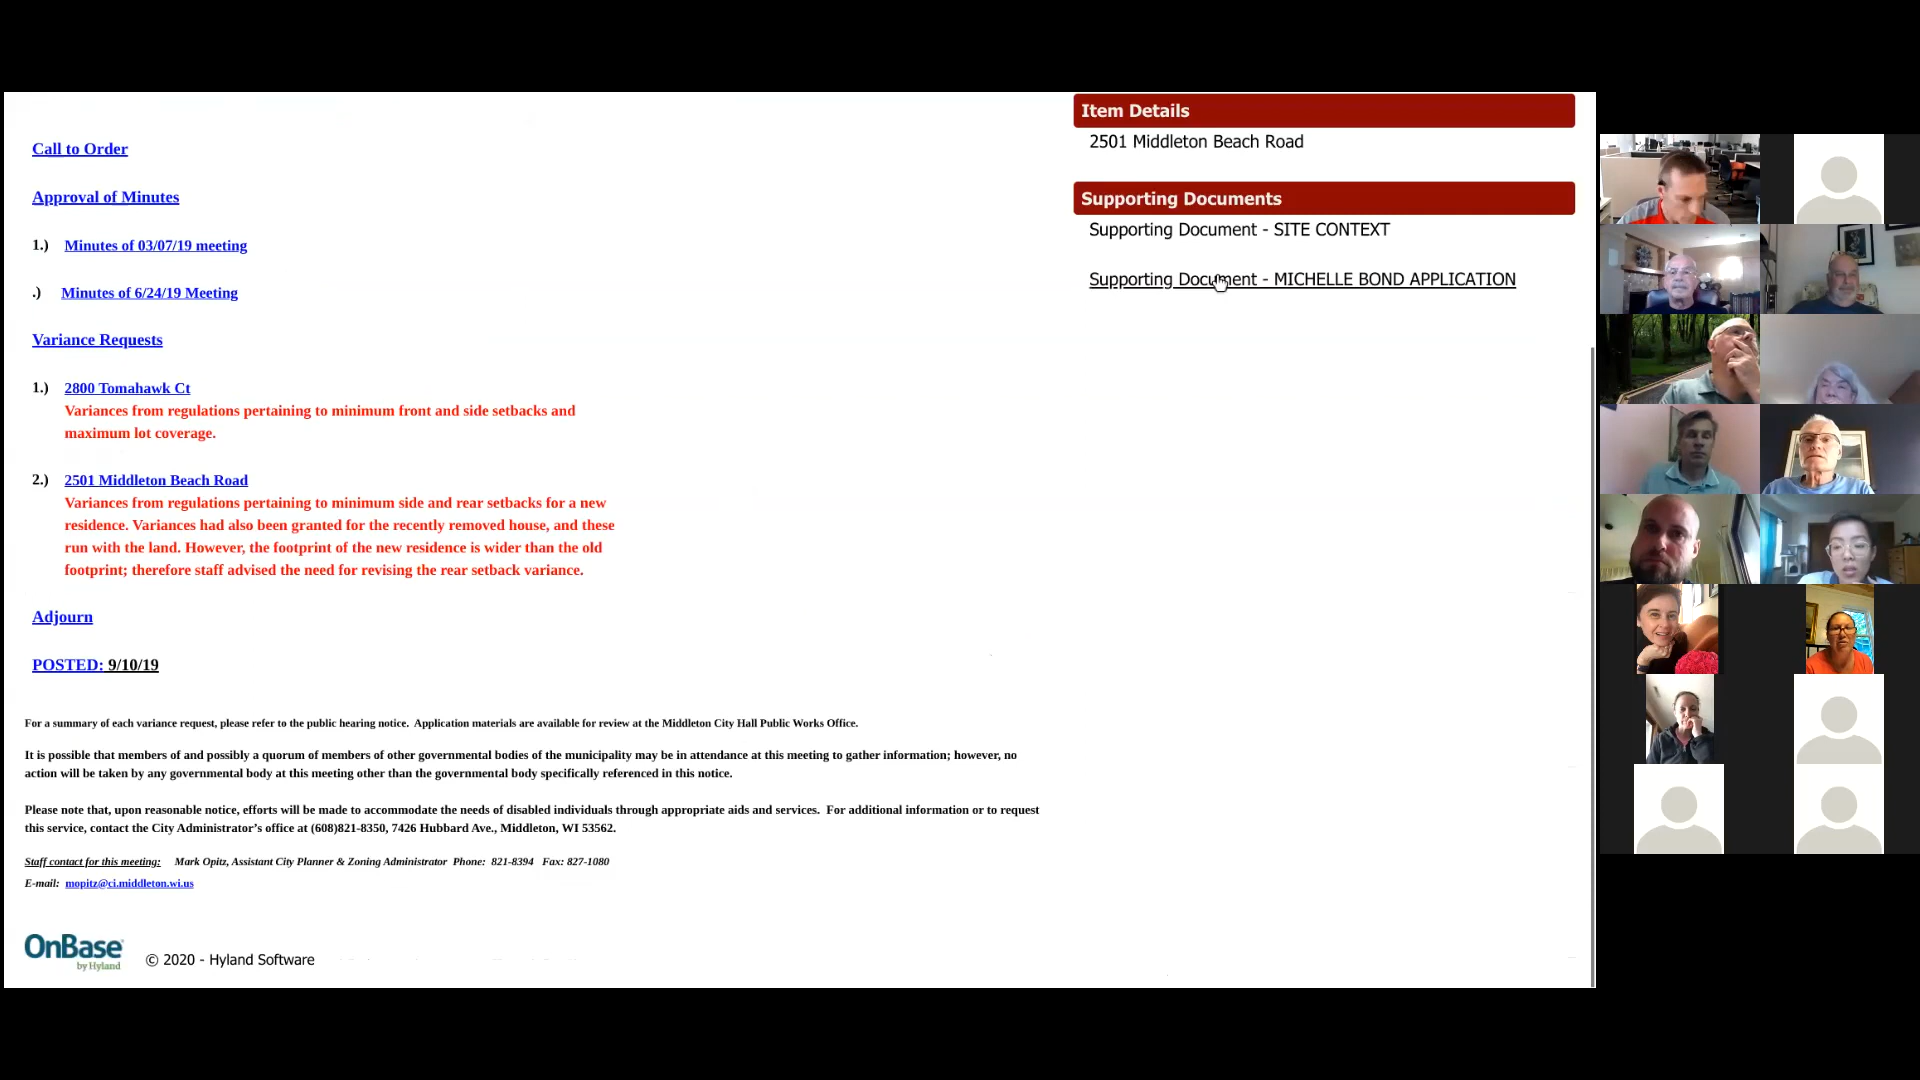 Call to Order
Approval of Minutes
1.) Minutes of 03/07/19 meeting
.) Minutes of 6/24/19 Meeting
Variance Requests
1.) 2800 Tomahawk Ct
Variances from regulations pertaining to minimum front and side setbacks and
maximum lot coverage.
2.) 2501 Middleton Beach Road
Variances from regulations pertaining to minimum side and rear setbacks for a new
residence. Variances had also been granted for the recently removed house, and these
run with the land. However, the footprint of the new residence is wider than the old
footprint; therefore staff advised the need for revising the rear setback variance.
Adjourn
POSTED: 9/10/19
For a summary of each variance request, please refer to the public hearing notice. Application materials are available for review at the Middleton City Hall Public Works Office.
It is possible that members of and possibly a quorum of members of other governmental bodies of the municipality may be in attendance at this meeting to gather information; however, no
action will be taken by any governmental body at this meeting other than the governmental body specifically referenced in this notice.
Please note that, upon reasonable notice, efforts will be made to accommodate the needs of disabled individuals through appropriate aids and services. For additional information or to request
this service, contact the City Administrator's office at (608)821-8350, 7426 Hubbard Ave., Middleton, WI 53562.
Staff contact for this meeting: Mark Opitz, Assistant City Planner & Zoning Administrator Phone: 821-8394 Fax: 827-1080
E-mail: mopitz@ci.middleton.wi.us
OnBase
by Hyland
© 2020 - Hyland Software
Item Details
2501 Middleton Beach Road
Supporting Documents
Supporting Document - SITE CONTEXT
Supporting Document - MICHELLE BOND APPLICATION